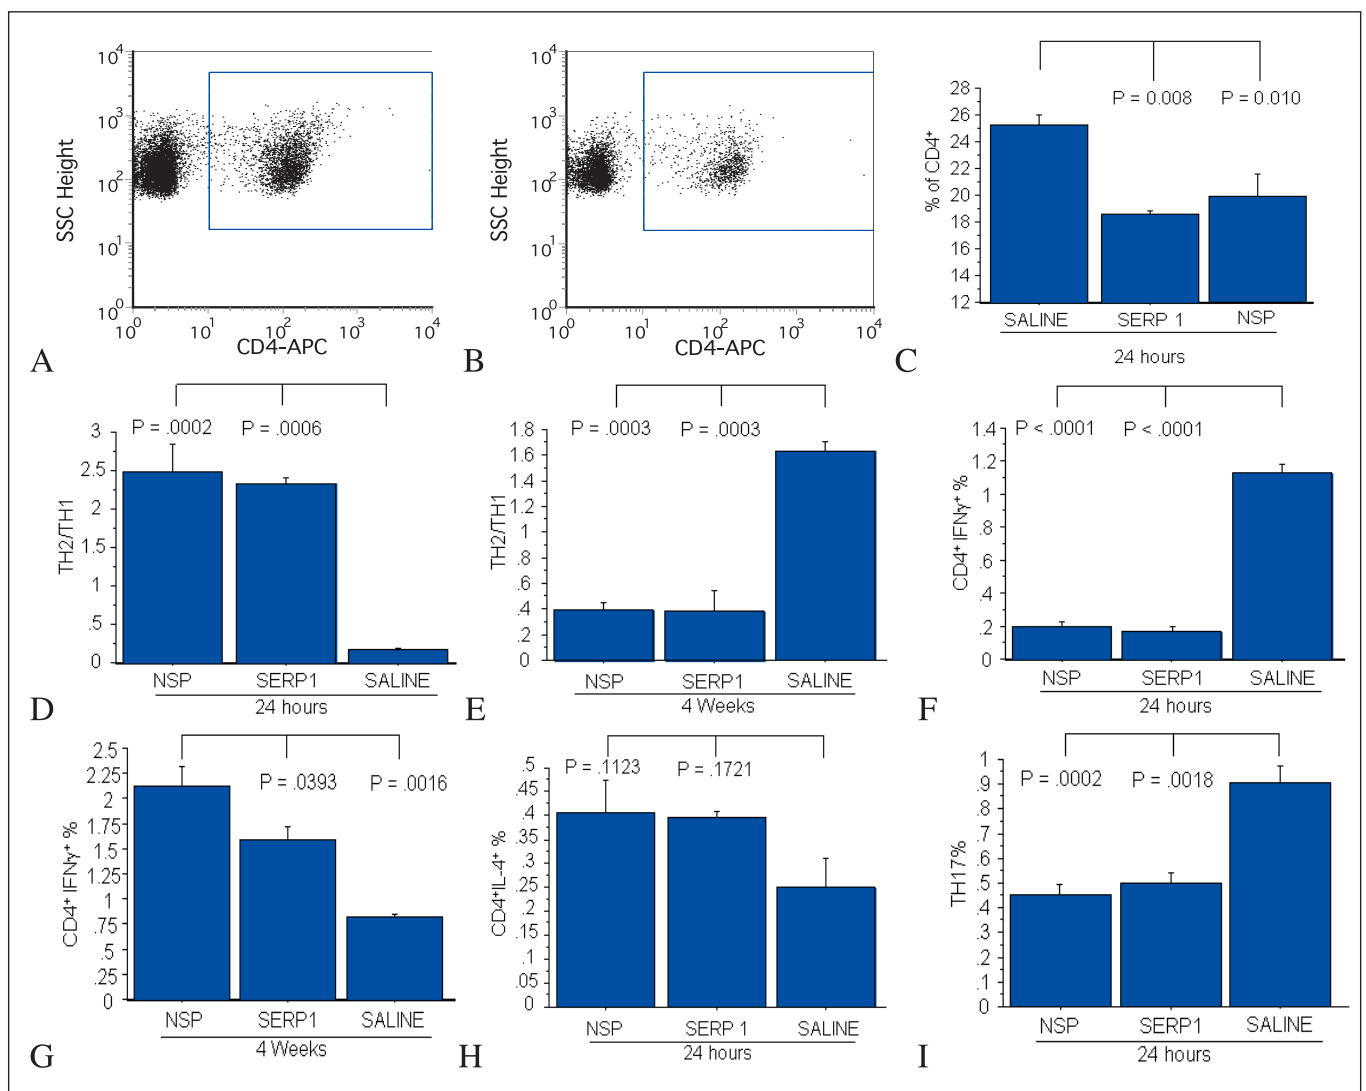 10⁴
10³
10²
10¹
10⁰
SSC Height
10⁰ 10¹ 10² 10³ 10⁴
CD4-APC
A
10⁴
10³
10²
10¹
10⁰
SSC Height
10⁰ 10¹ 10² 10³ 10⁴
CD4-APC
B
P = 0.008 P = 0.010
28
26
24
22
20
18
16
14
12
% of CD4⁺
SALINE SERP 1 NSP
24 hours
C
P = .0002 P = .0006
3
2.5
2
1.5
1
.5
0
TH2/TH1
NSP SERP1 SALINE
24 hours
D
P = .0003 P = .0003
1.8
1.6
1.4
1.2
1
.8
.6
.4
.2
0
TH2/TH1
NSP SERP1 SALINE
4 Weeks
E
P < .0001 P < .0001
1.4
1.2
1
.8
.6
.4
.2
0
CD4⁺ IFNγ⁺ %
NSP SERP1 SALINE
24 hours
F
P = .0393 P = .0016
2.5
2.25
2
1.75
1.5
1.25
1
.75
.5
.25
0
CD4⁺ IFNγ⁺ %
NSP SERP1 SALINE
4 Weeks
G
P = .1123 P = .1721
.5
.45
.4
.35
.3
.25
.2
.15
.1
.05
0
CD4⁺IL-4⁺ %
NSP SERP 1 SALINE
24 hours
H
P = .0002 P = .0018
1
.9
.8
.7
.6
.5
.4
.3
.2
.1
0
TH17%
NSP SERP1 SALINE
24 hours
I